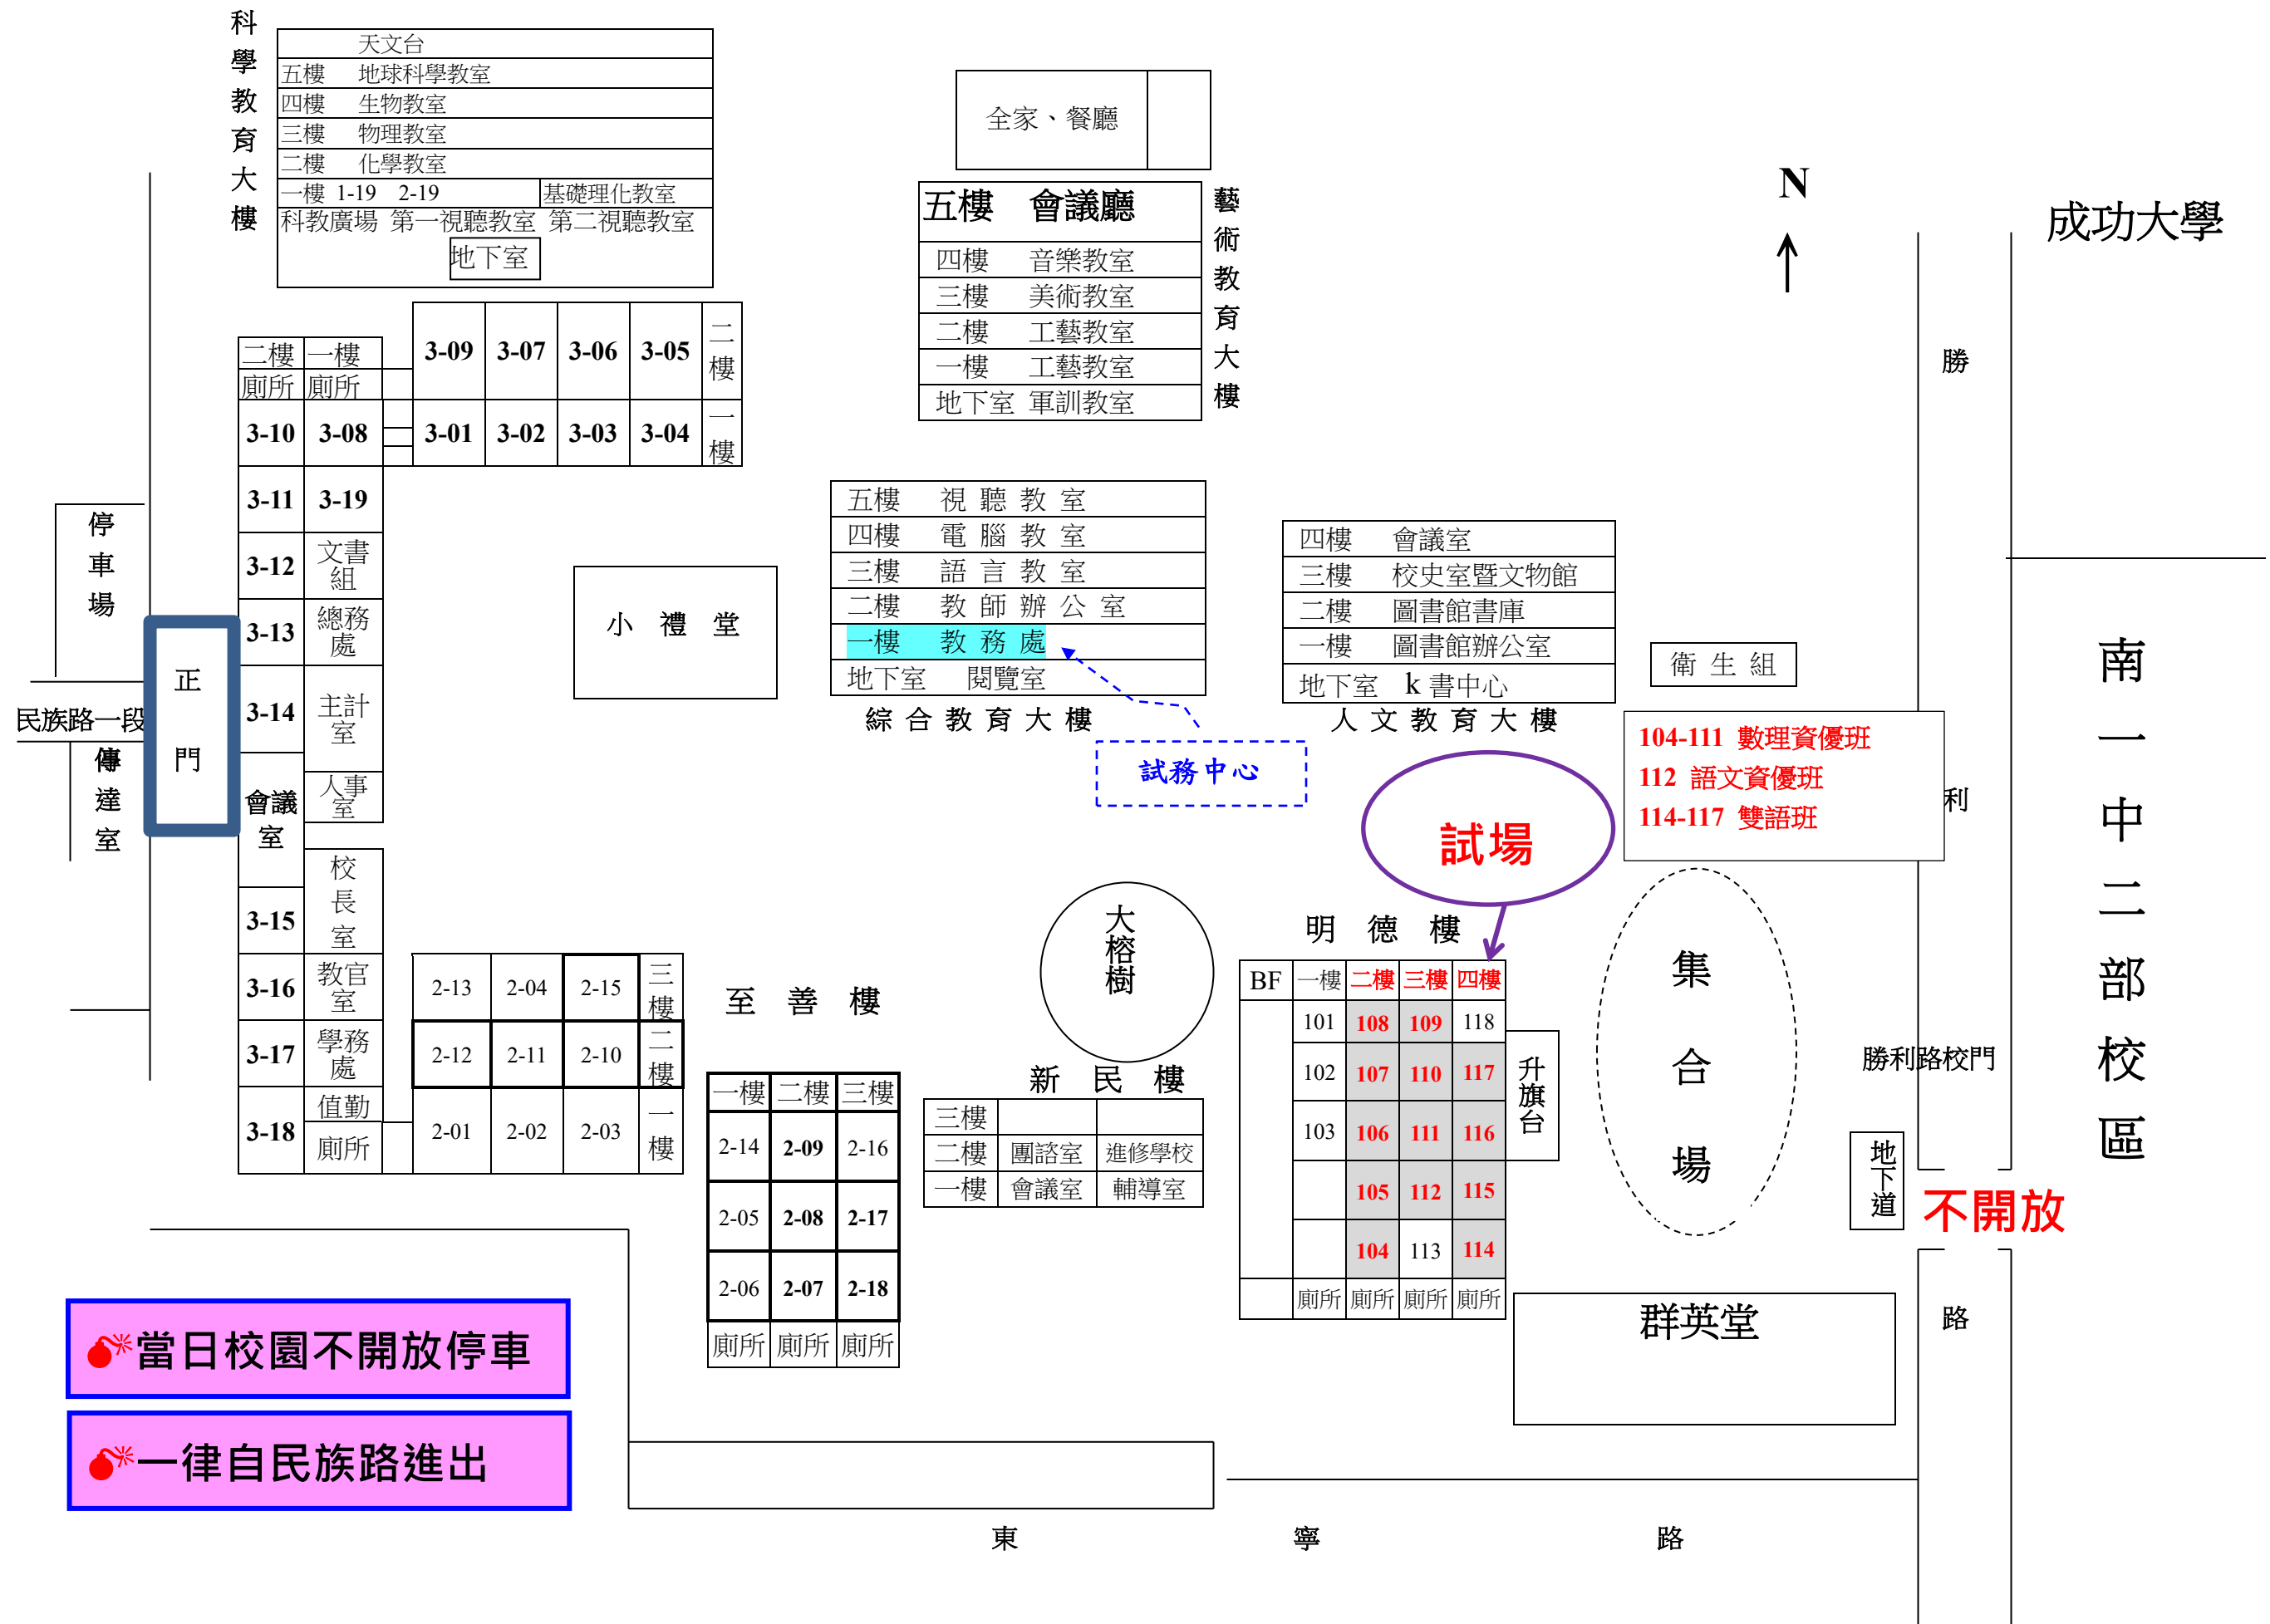 科學教育大樓
天文台
五樓 地球科學教室
四樓 生物教室
三樓 物理教室
二樓 化學教室
一樓 1-19 2-19 基礎理化教室
科教廣場 第一視聽教室 第二視聽教室
地下室
全家、餐廳
五樓 會議廳
四樓 音樂教室
三樓 美術教室
二樓 工藝教室
一樓 工藝教室
地下室 軍訓教室
藝術教育大樓
N
成功大學
二樓 一樓
廁所 廁所
3-09 3-07 3-06 3-05 二樓
3-10 3-08 3-01 3-02 3-03 3-04 一樓
3-11 3-19
3-12 文書組
3-13 總務處
3-14 主計室
會議室 人事室
校長室
3-15
3-16 教官室
3-17 學務處
3-18 值勤
廁所
停車場
正門
民族路一段
傳達室
小禮堂
五樓 視聽教室
四樓 電腦教室
三樓 語言教室
二樓 教師辦公室
一樓 教務處
地下室 閱覽室
綜合教育大樓
試務中心
四樓 會議室
三樓 校史室暨文物館
二樓 圖書館書庫
一樓 圖書館辦公室
地下室 k書中心
人文教育大樓
衛生組
104-111 數理資優班
112 語文資優班
114-117 雙語班
試場
勝利路
南一中二部校區
2-13 2-04 2-15 三樓
2-12 2-11 2-10 二樓
2-01 2-02 2-03 一樓
至善樓
一樓 二樓 三樓
2-14 2-09 2-16
2-05 2-08 2-17
2-06 2-07 2-18
廁所 廁所 廁所
大榕樹
新民樓
三樓
二樓 團諮室 進修學校
一樓 會議室 輔導室
明德樓
BF 一樓 二樓 三樓 四樓
101 108 109 118
102 107 110 117
103 106 111 116
105 112 115
104 113 114
廁所 廁所 廁所 廁所
升旗台
集合場
勝利路校門
地下道
不開放
群英堂
當日校園不開放停車
一律自民族路進出
東寧路